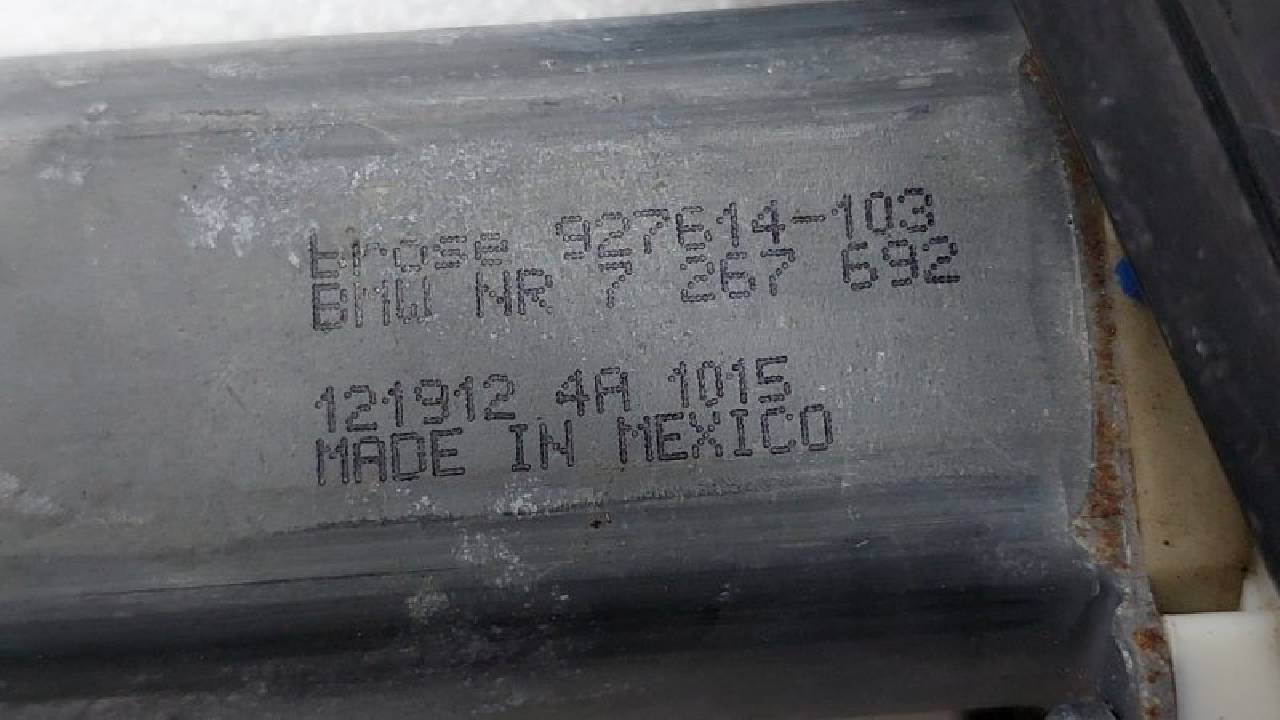 brose 927614-103
BMW NR 7 267 692
121912 4A 1015
MADE IN MEXICO